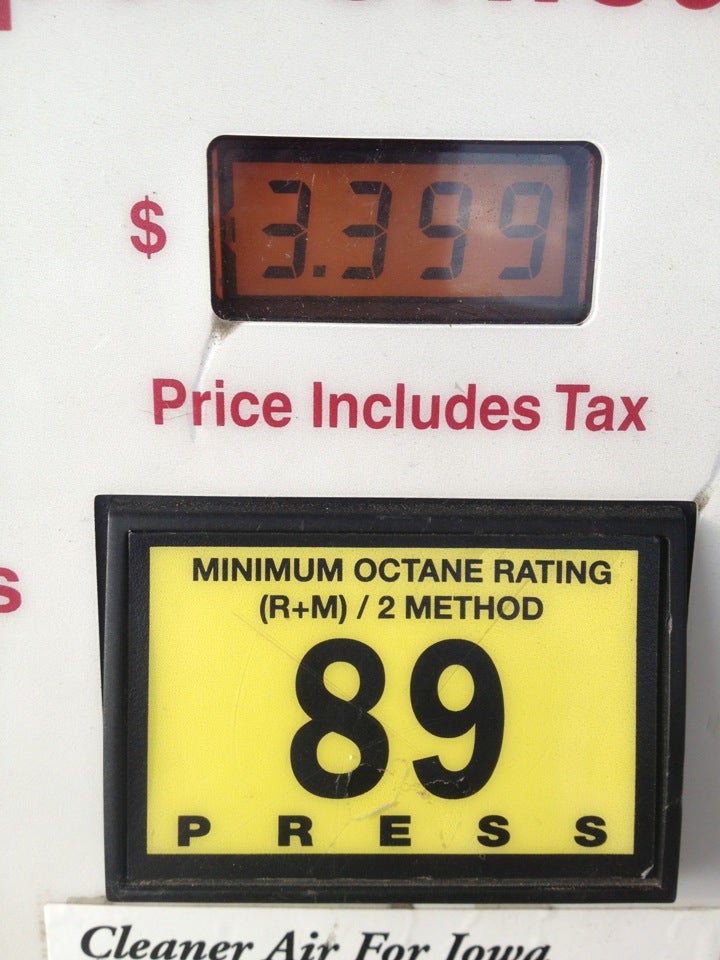 $ 3.399
Price Includes Tax
MINIMUM OCTANE RATING
(R+M) / 2 METHOD
89
PRESS
Cleaner Air For Iowa